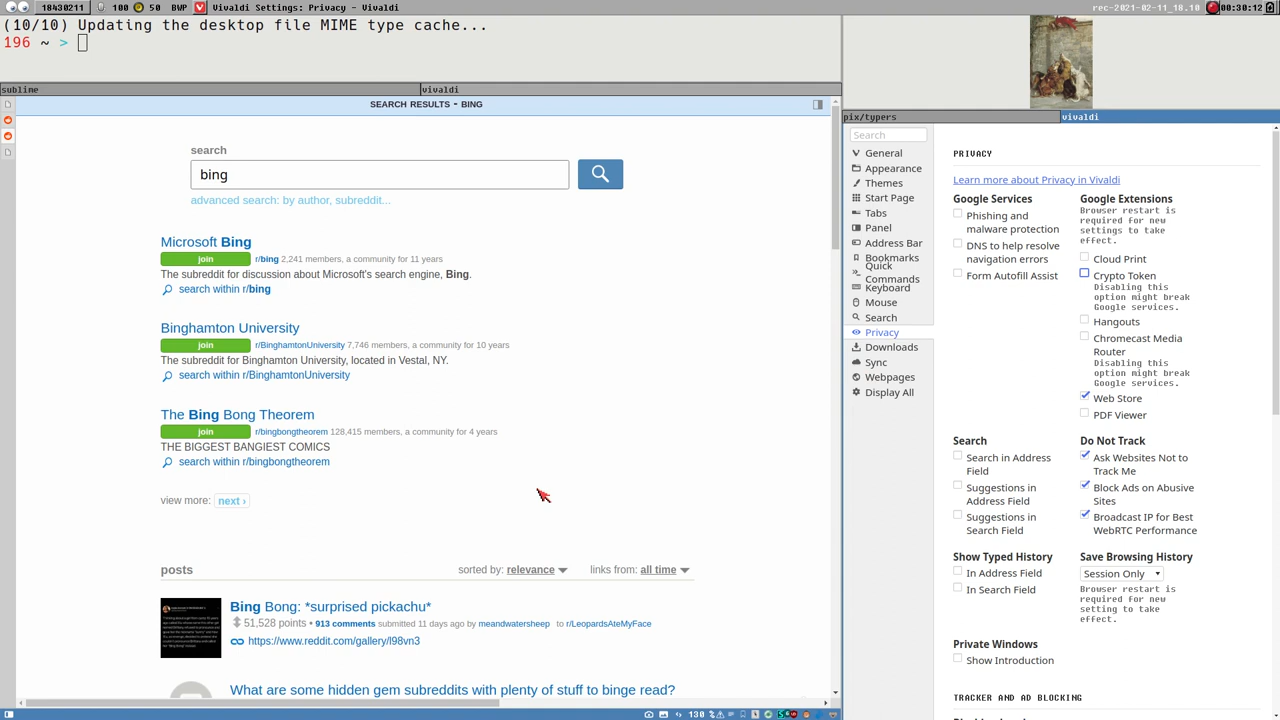 18430211 100 50 BWP Vivaldi Settings: Privacy - Vivaldi
rec-2021-02-11_18.10 00:30:12
(10/10) Updating the desktop file MIME type cache...
196 ~ >
sublime
vivaldi
SEARCH RESULTS - BING
search
bing
advanced search: by author, subreddit...
Microsoft Bing
join r/bing 2,241 members, a community for 11 years
The subreddit for discussion about Microsoft's search engine, Bing.
search within r/bing
Binghamton University
join r/BinghamtonUniversity 7,746 members, a community for 10 years
The subreddit for Binghamton University, located in Vestal, NY.
search within r/BinghamtonUniversity
The Bing Bong Theorem
join r/bingbongtheorem 128,415 members, a community for 4 years
THE BIGGEST BANGIEST COMICS
search within r/bingbongtheorem
view more: next ›
posts
sorted by: relevance links from: all time
Bing Bong: *surprised pickachu*
51,528 points • 913 comments submitted 11 days ago by meandwatersheep to r/LeopardsAteMyFace
https://www.reddit.com/gallery/l98vn3
What are some hidden gem subreddits with plenty of stuff to binge read?
130 %
pix/typers
vivaldi
Search
General
Appearance
Themes
Start Page
Tabs
Panel
Address Bar
Bookmarks
Quick
Commands
Keyboard
Mouse
Search
Privacy
Downloads
Sync
Webpages
Display All
PRIVACY
Learn more about Privacy in Vivaldi
Google Services
Phishing and
malware protection
DNS to help resolve
navigation errors
Form Autofill Assist
Google Extensions
Browser restart is
required for new
settings to take
effect.
Cloud Print
Crypto Token
Disabling this
option might break
Google services.
Hangouts
Chromecast Media
Router
Disabling this
option might break
Google services.
Web Store
PDF Viewer
Search
Search in Address
Field
Suggestions in
Address Field
Suggestions in
Search Field
Do Not Track
Ask Websites Not to
Track Me
Block Ads on Abusive
Sites
Broadcast IP for Best
WebRTC Performance
Show Typed History
In Address Field
In Search Field
Save Browsing History
Session Only
Browser restart is
required for new
setting to take
effect.
Private Windows
Show Introduction
TRACKER AND AD BLOCKING